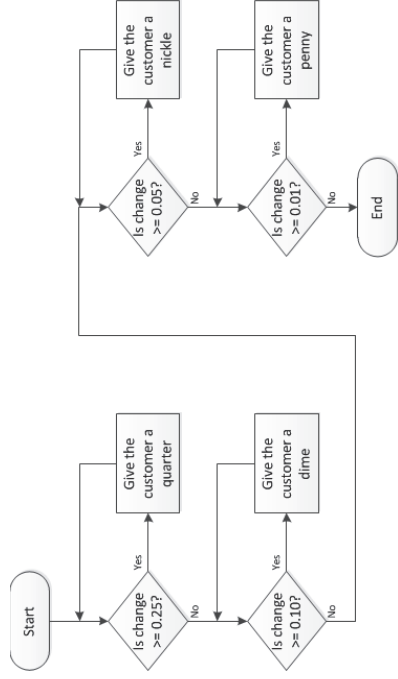 Start
Is change
>= 0.25?
Yes
Give the
customer a
quarter
No
Is change
>= 0.10?
Yes
Give the
customer a
dime
No
Is change
>= 0.05?
Yes
Give the
customer a
nickle
No
Is change
>= 0.01?
Yes
Give the
customer a
penny
No
End